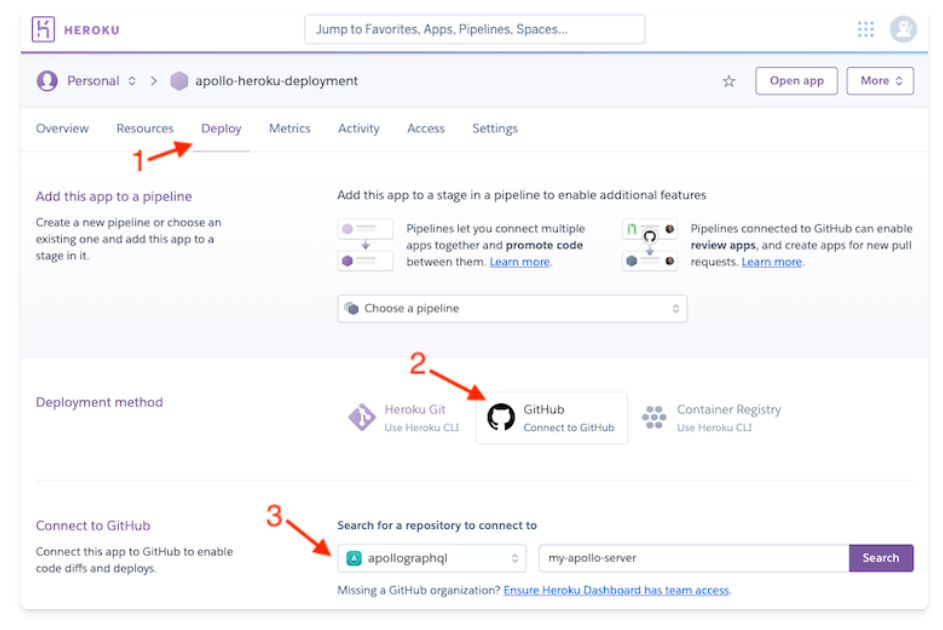 HEROKU
Jump to Favorites, Apps, Pipelines, Spaces...
Personal > apollo-heroku-deployment
Open app
More
Overview Resources Deploy Metrics Activity Access Settings
1
Add this app to a pipeline
Create a new pipeline or choose an
existing one and add this app to a
stage in it.
Add this app to a stage in a pipeline to enable additional features
Pipelines let you connect multiple
apps together and promote code
between them. Learn more.
Pipelines connected to GitHub can enable
review apps, and create apps for new pull
requests. Learn more.
Choose a pipeline
2
Deployment method
Heroku Git
Use Heroku CLI
GitHub
Connect to GitHub
Container Registry
Use Heroku CLI
3
Connect to GitHub
Connect this app to GitHub to enable
code diffs and deploys.
Search for a repository to connect to
A apollographql
my-apollo-server
Search
Missing a GitHub organization? Ensure Heroku Dashboard has team access.